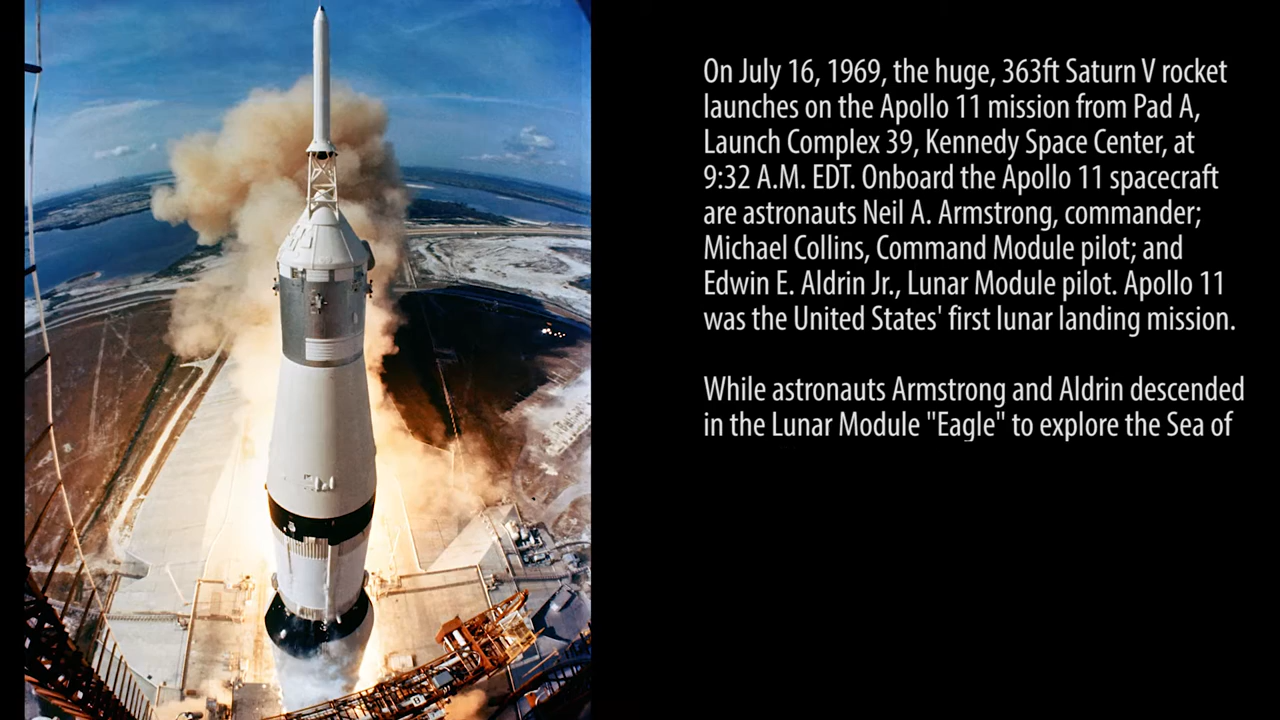 On July 16, 1969, the huge, 363ft Saturn V rocket
launches on the Apollo 11 mission from Pad A,
Launch Complex 39, Kennedy Space Center, at
9:32 A.M. EDT. Onboard the Apollo 11 spacecraft
are astronauts Neil A. Armstrong, commander;
Michael Collins, Command Module pilot; and
Edwin E. Aldrin Jr., Lunar Module pilot. Apollo 11
was the United States' first lunar landing mission.
While astronauts Armstrong and Aldrin descended
in the Lunar Module "Eagle" to explore the Sea of